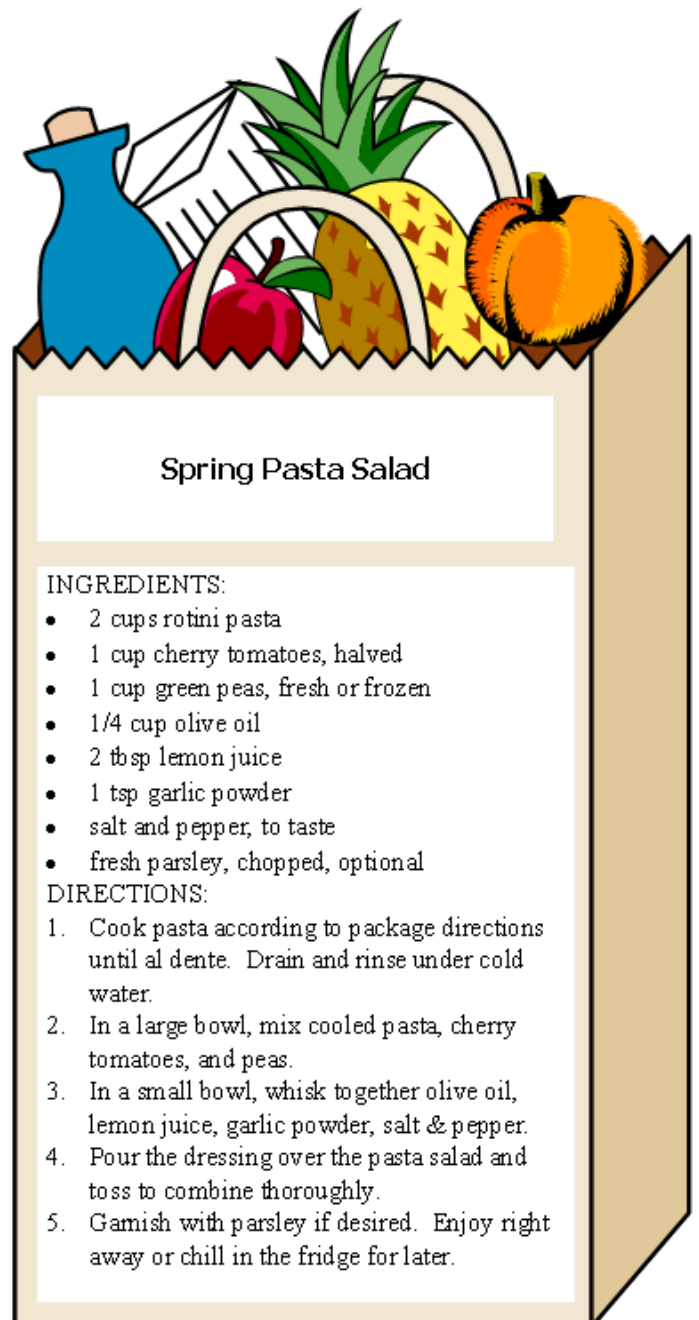 Spring Pasta Salad
INGREDIENTS:
• 2 cups rotini pasta
• 1 cup cherry tomatoes, halved
• 1 cup green peas, fresh or frozen
• 1/4 cup olive oil
• 2 tbsp lemon juice
• 1 tsp garlic powder
• salt and pepper, to taste
• fresh parsley, chopped, optional
DIRECTIONS:
1. Cook pasta according to package directions
until al dente.  Drain and rinse under cold
water.
2. In a large bowl, mix cooled pasta, cherry
tomatoes, and peas.
3. In a small bowl, whisk together olive oil,
lemon juice, garlic powder, salt & pepper.
4. Pour the dressing over the pasta salad and
toss to combine thoroughly.
5. Garnish with parsley if desired.  Enjoy right
away or chill in the fridge for later.